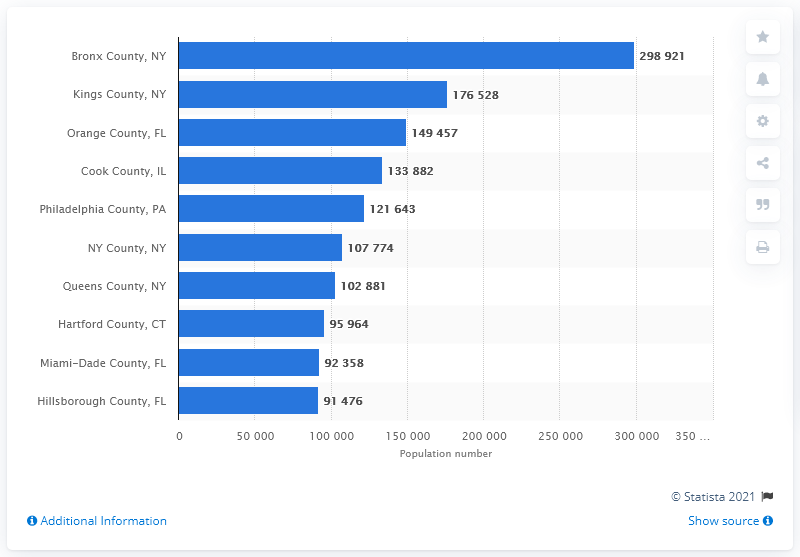 Bronx County, NY 298 921
Kings County, NY 176 528
Orange County, FL 149 457
Cook County, IL 133 882
Philadelphia County, PA 121 643
NY County, NY 107 774
Queens County, NY 102 881
Hartford County, CT 95 964
Miami-Dade County, FL 92 358
Hillsborough County, FL 91 476
0 50 000 100 000 150 000 200 000 250 000 300 000 350 ...
Population number
© Statista 2021
Additional Information Show source